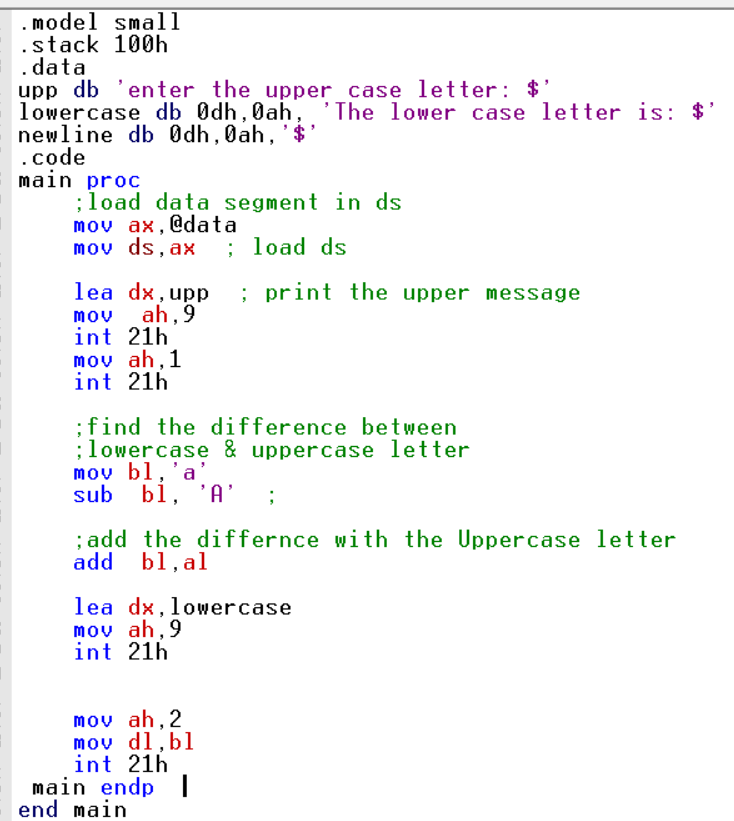 .model small
.stack 100h
.data
upp db 'enter the upper case letter: $'
lowercase db 0dh,0ah, 'The lower case letter is: $'
newline db 0dh,0ah,'$'
.code
main proc
;load data segment in ds
mov ax,@data
mov ds,ax ; load ds
lea dx,upp ; print the upper message
mov ah,9
int 21h
mov ah,1
int 21h
;find the difference between
;lowercase & uppercase letter
mov bl,'a'
sub bl, 'A' ;
;add the differnce with the Uppercase letter
add bl,al
lea dx,lowercase
mov ah,9
int 21h
mov ah,2
mov dl,bl
int 21h
main endp
end main